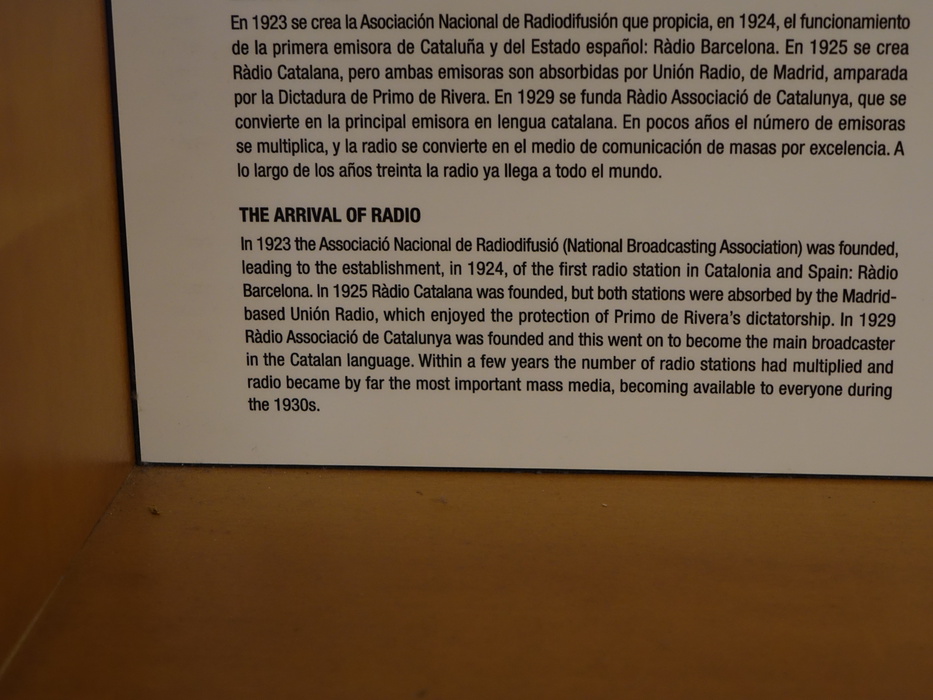 En 1923 se crea la Asociación Nacional de Radiodifusión que propicia, en 1924, el funcionamiento
de la primera emisora de Cataluña y del Estado español: Ràdio Barcelona. En 1925 se crea
Ràdio Catalana, pero ambas emisoras son absorbidas por Unión Radio, de Madrid, amparada
por la Dictadura de Primo de Rivera. En 1929 se funda Ràdio Associació de Catalunya, que se
convierte en la principal emisora en lengua catalana. En pocos años el número de emisoras
se multiplica, y la radio se convierte en el medio de comunicación de masas por excelencia. A
lo largo de los años treinta la radio ya llega a todo el mundo.
THE ARRIVAL OF RADIO
In 1923 the Associació Nacional de Radiodifusió (National Broadcasting Association) was founded,
leading to the establishment, in 1924, of the first radio station in Catalonia and Spain: Ràdio
Barcelona. In 1925 Ràdio Catalana was founded, but both stations were absorbed by the Madrid-
based Unión Radio, which enjoyed the protection of Primo de Rivera's dictatorship. In 1929
Ràdio Associació de Catalunya was founded and this went on to become the main broadcaster
in the Catalan language. Within a few years the number of radio stations had multiplied and
radio became by far the most important mass media, becoming available to everyone during
the 1930s.